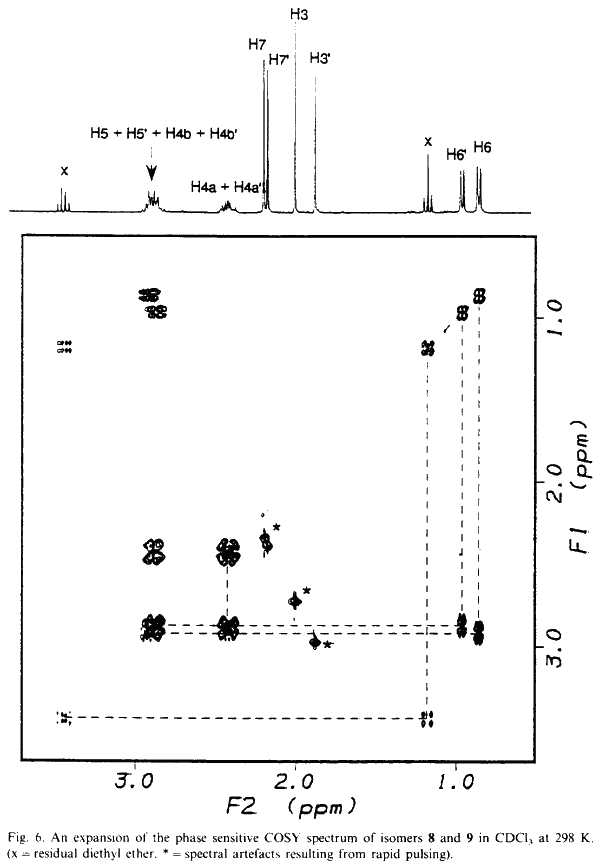 H3
H7
H7'
H3'
H5 + H5' + H4b + H4b'
x
H4a + H4a'
x
H6'
H6
1.0
*
2.0
*
*
3.0
F1 (ppm)
3.0 2.0 1.0
F2 (ppm)
Fig. 6. An expansion of the phase sensitive COSY spectrum of isomers 8 and 9 in CDCl₃ at 298 K.
(x = residual diethyl ether. * = spectral artefacts resulting from rapid pulsing).